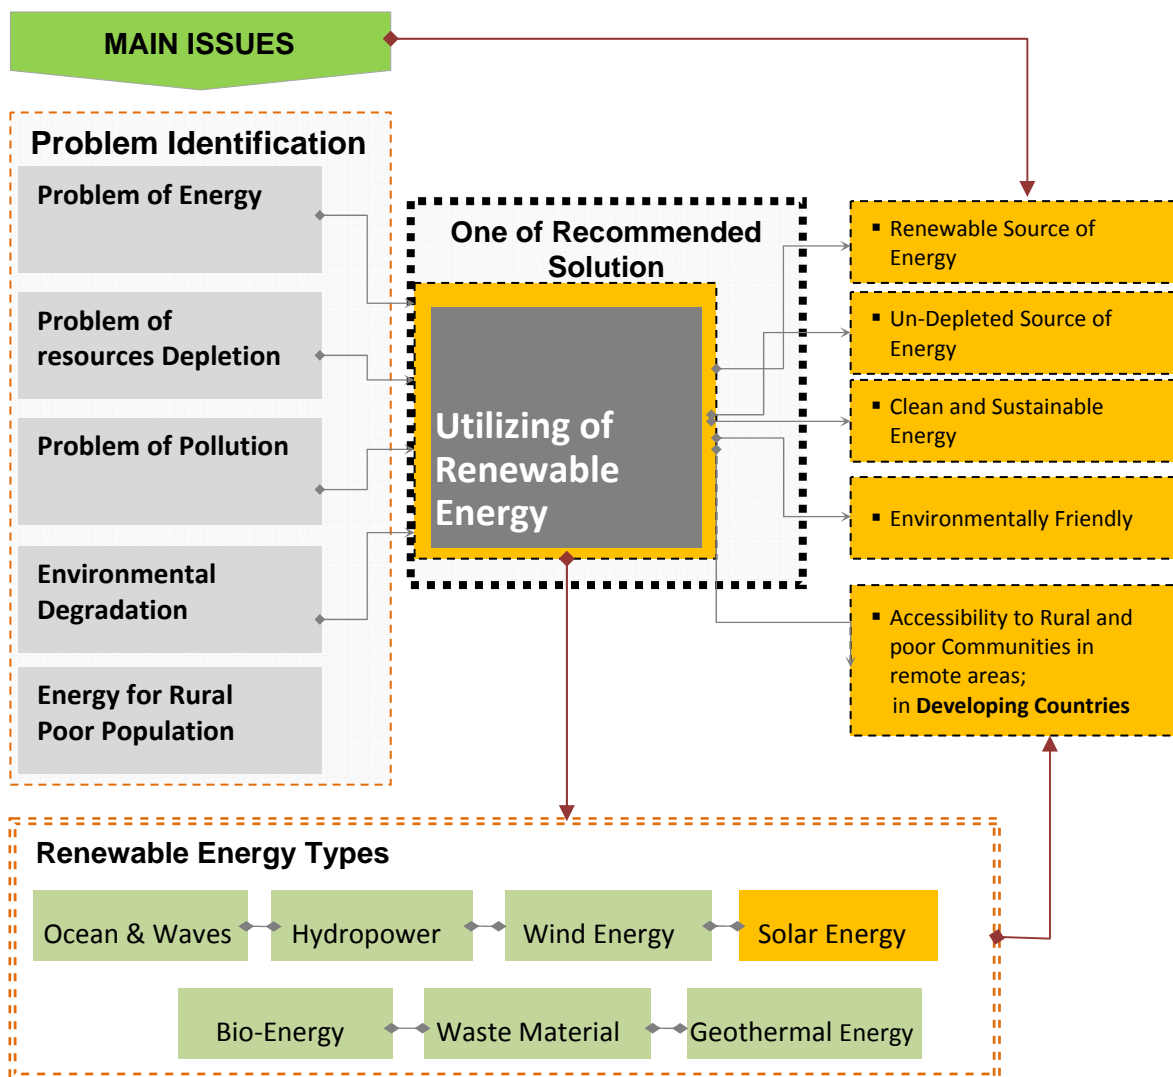 MAIN ISSUES
Problem Identification
Problem of Energy
Problem of
resources Depletion
Problem of Pollution
Environmental
Degradation
Energy for Rural
Poor Population
One of Recommended
Solution
Utilizing of
Renewable
Energy
▪ Renewable Source of
Energy
▪ Un-Depleted Source of
Energy
▪ Clean and Sustainable
Energy
▪ Environmentally Friendly
▪ Accessibility to Rural and
poor Communities in
remote areas;
in Developing Countries
Renewable Energy Types
Ocean & Waves
Hydropower
Wind Energy
Solar Energy
Bio-Energy
Waste Material
Geothermal Energy